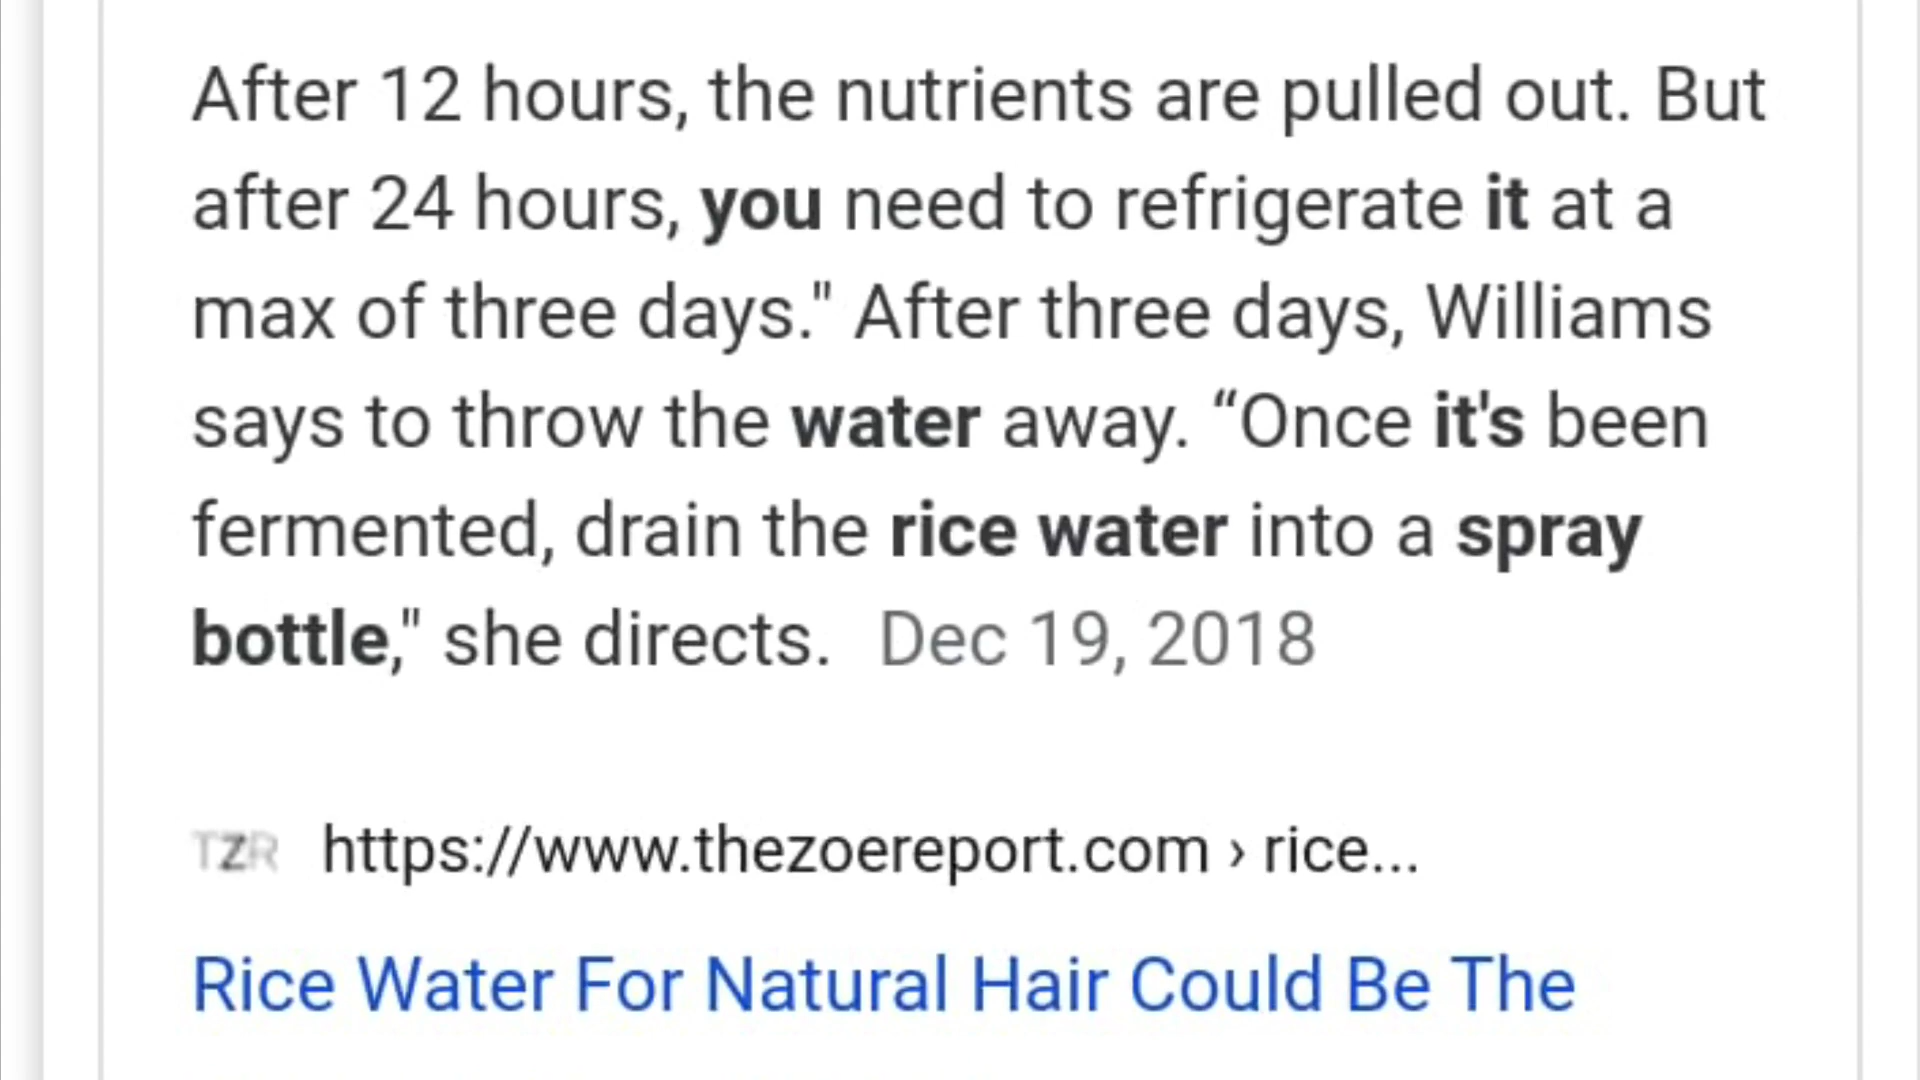 After 12 hours, the nutrients are pulled out. But
after 24 hours, you need to refrigerate it at a
max of three days." After three days, Williams
says to throw the water away. “Once it's been
fermented, drain the rice water into a spray
bottle," she directs. Dec 19, 2018
TZR https://www.thezoereport.com › rice...
Rice Water For Natural Hair Could Be The